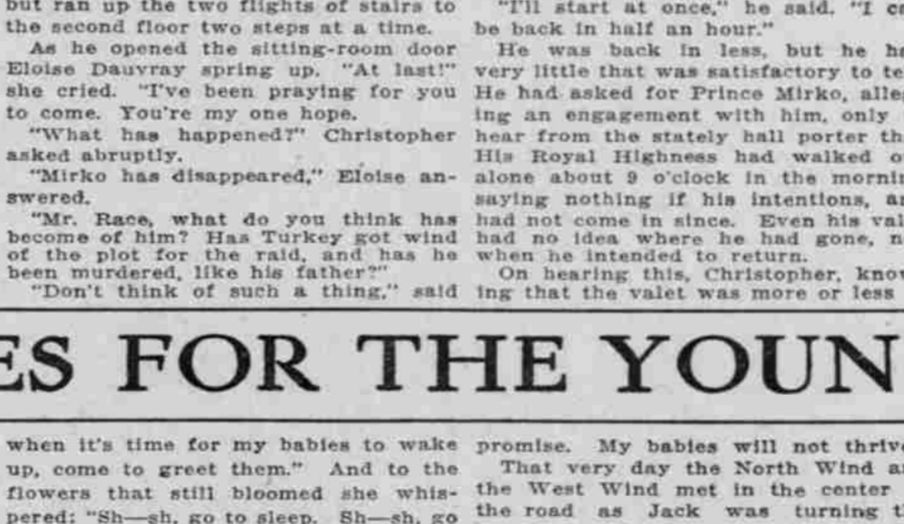 but ran up the two flights of stairs to
the second floor two steps at a time.
As he opened the sitting-room door
Eloise Dauvray spring up. "At last!"
she cried. "I've been praying for you
to come. You're my one hope.
"What has happened?" Christopher
asked abruptly.
"Mirko has disappeared," Eloise an-
swered.
"Mr. Race, what do you think has
become of him? Has Turkey got wind
of the plot for the raid, and has he
been murdered, like his father?"
"Don't think of such a thing," said
"I'll start at once," he said. "I
be back in half an hour."
He was back in less, but he
very little that was satisfactory to
He had asked for Prince Mirko,
ing an engagement with him, only
hear from the stately hall porter
His Royal Highness had walked
alone about 9 o'clock in the
saying nothing if his intentions,
had not come in since. Even his
had no idea where he had gone,
when he intended to return.
On hearing this, Christopher,
ing that the valet was more or less
ES FOR THE YOUN
when it's time for my babies to wake
up, come to greet them." And to the
flowers that still bloomed she whis-
pered: "Sh—sh, go to sleep. Sh—sh, go
promise. My babies will not thrive
That very day the North Wind
the West Wind met in the center
the road as Jack was turning